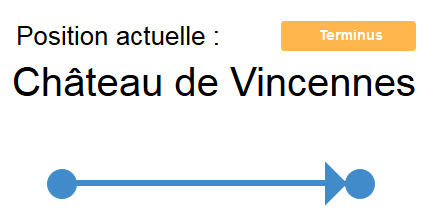 Position actuelle :
Terminus
Château de Vincennes